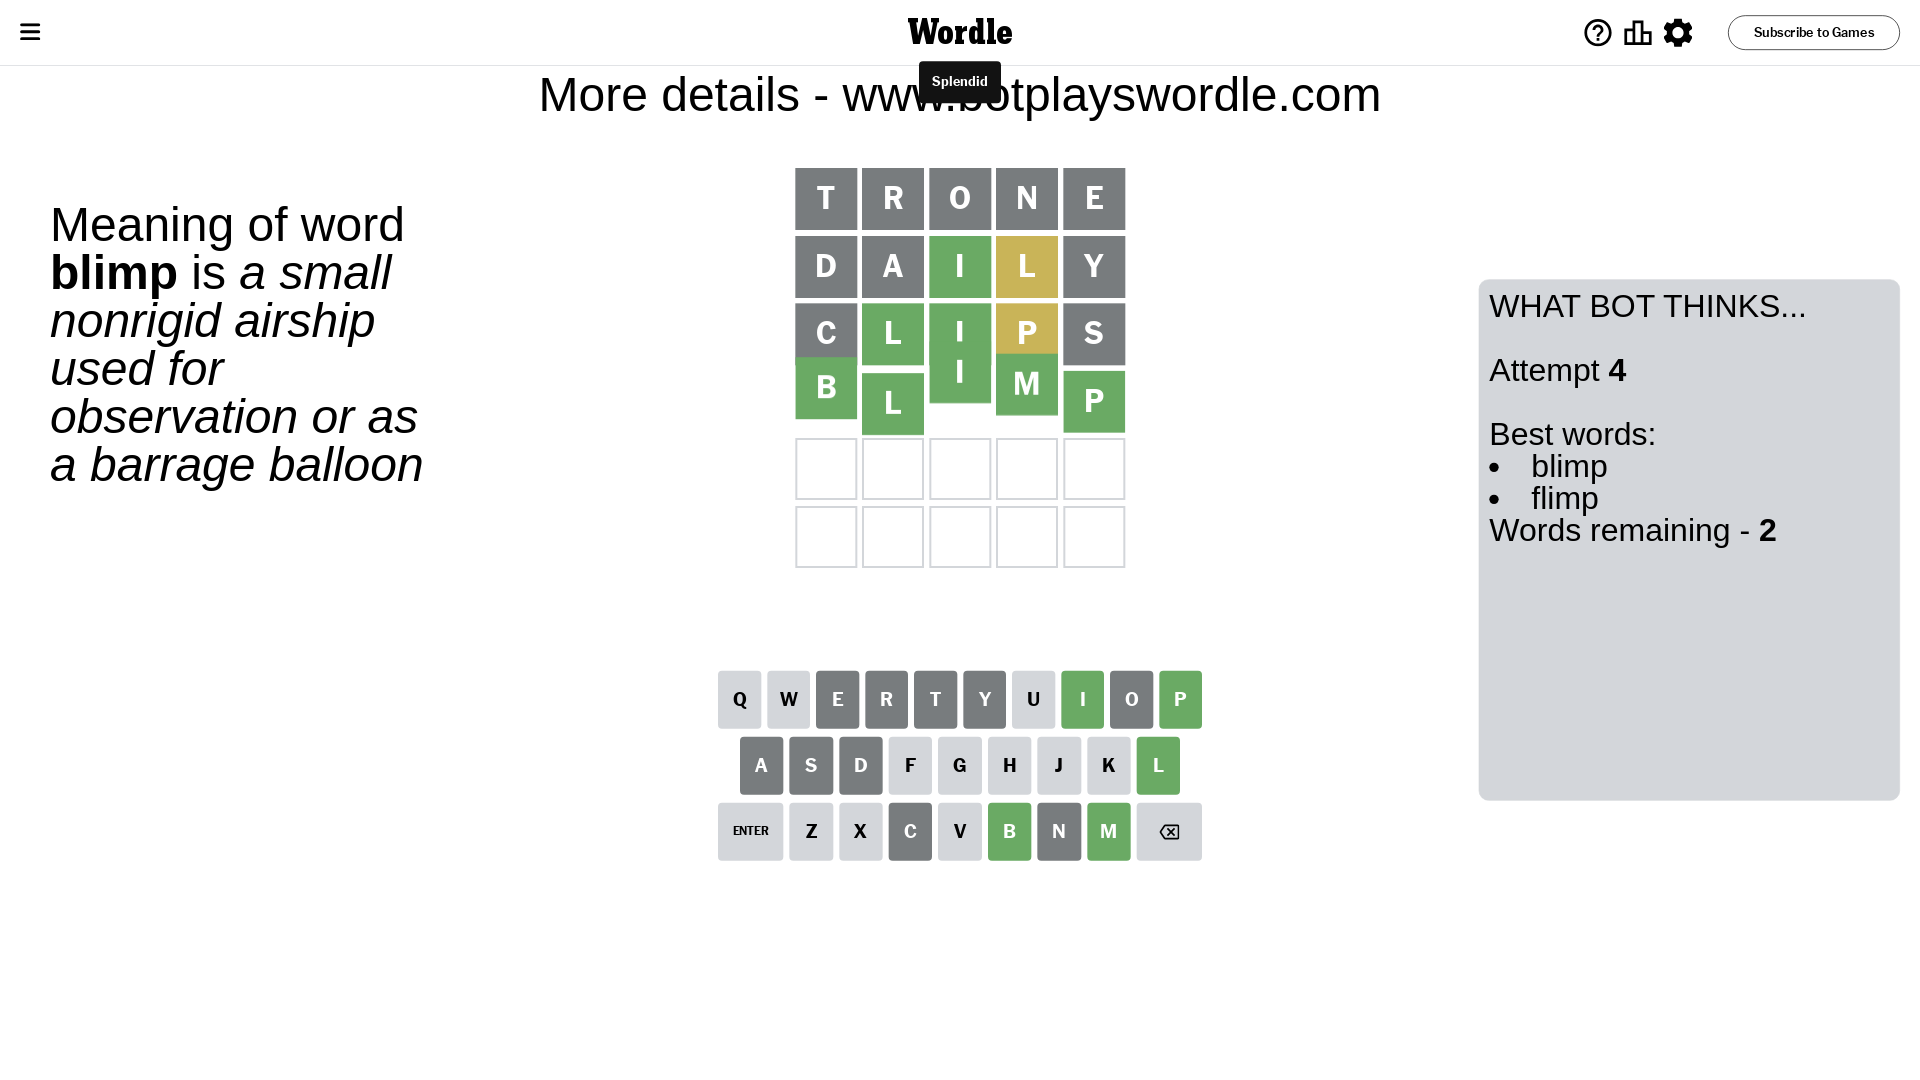 Wordle
Subscribe to Games
Splendid
More details - www.botplayswordle.com
Meaning of word
blimp is a small
nonrigid airship
used for
observation or as
a barrage balloon
T R O N E
D A I L Y
C L I P S
B L I M P
WHAT BOT THINKS...
Attempt 4
Best words:
• blimp
• flimp
Words remaining - 2
Q W E R T Y U I O P
A S D F G H J K L
ENTER Z X C V B N M